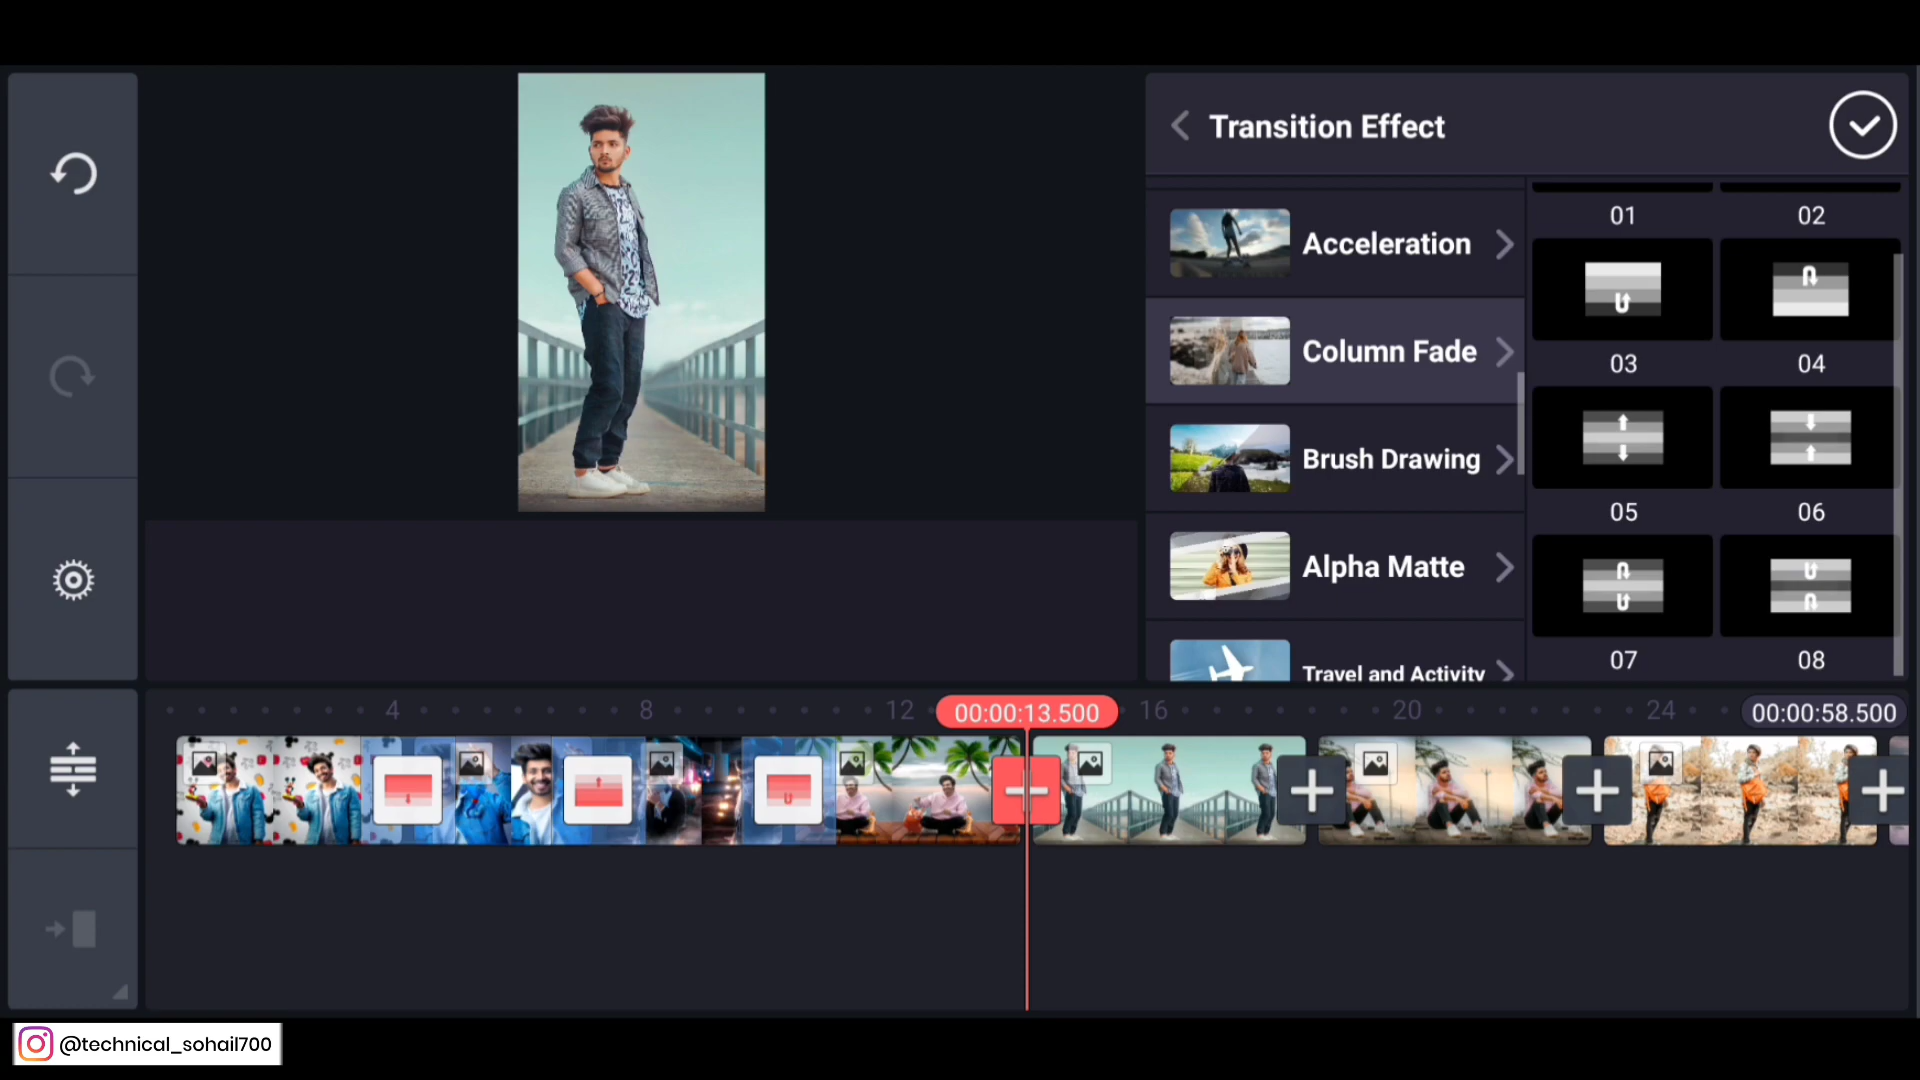 Transition Effect
Acceleration
Column Fade
Brush Drawing
Alpha Matte
Travel and Activity
01
02
03
04
05
06
07
08
4
8
12
00:00:13.500
16
20
24
00:00:58.500
@technical_sohail700